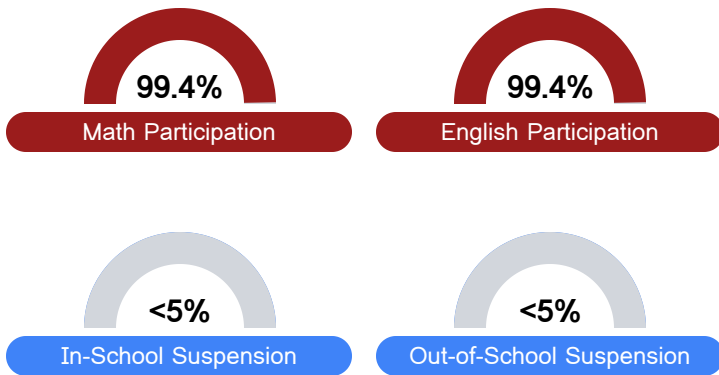 99.4%
99.4%
Math Participation
English Participation
<5%
<5%
In-School Suspension
Out-of-School Suspension